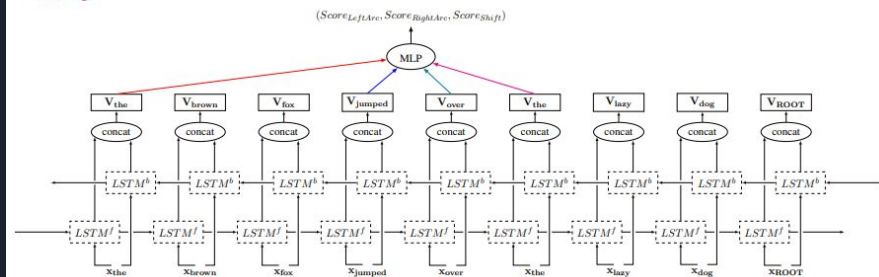 (Score_LeftArc, Score_RightArc, Score_Shift)
MLP
V_the V_brown V_fox V_jumped V_over V_the V_lazy V_dog V_ROOT
concat concat concat concat concat concat concat concat concat
LSTM^b LSTM^b LSTM^b LSTM^b LSTM^b LSTM^b LSTM^b LSTM^b LSTM^b
LSTM^f LSTM^f LSTM^f LSTM^f LSTM^f LSTM^f LSTM^f LSTM^f LSTM^f
x_the x_brown x_fox x_jumped x_over x_the x_lazy x_dog x_ROOT